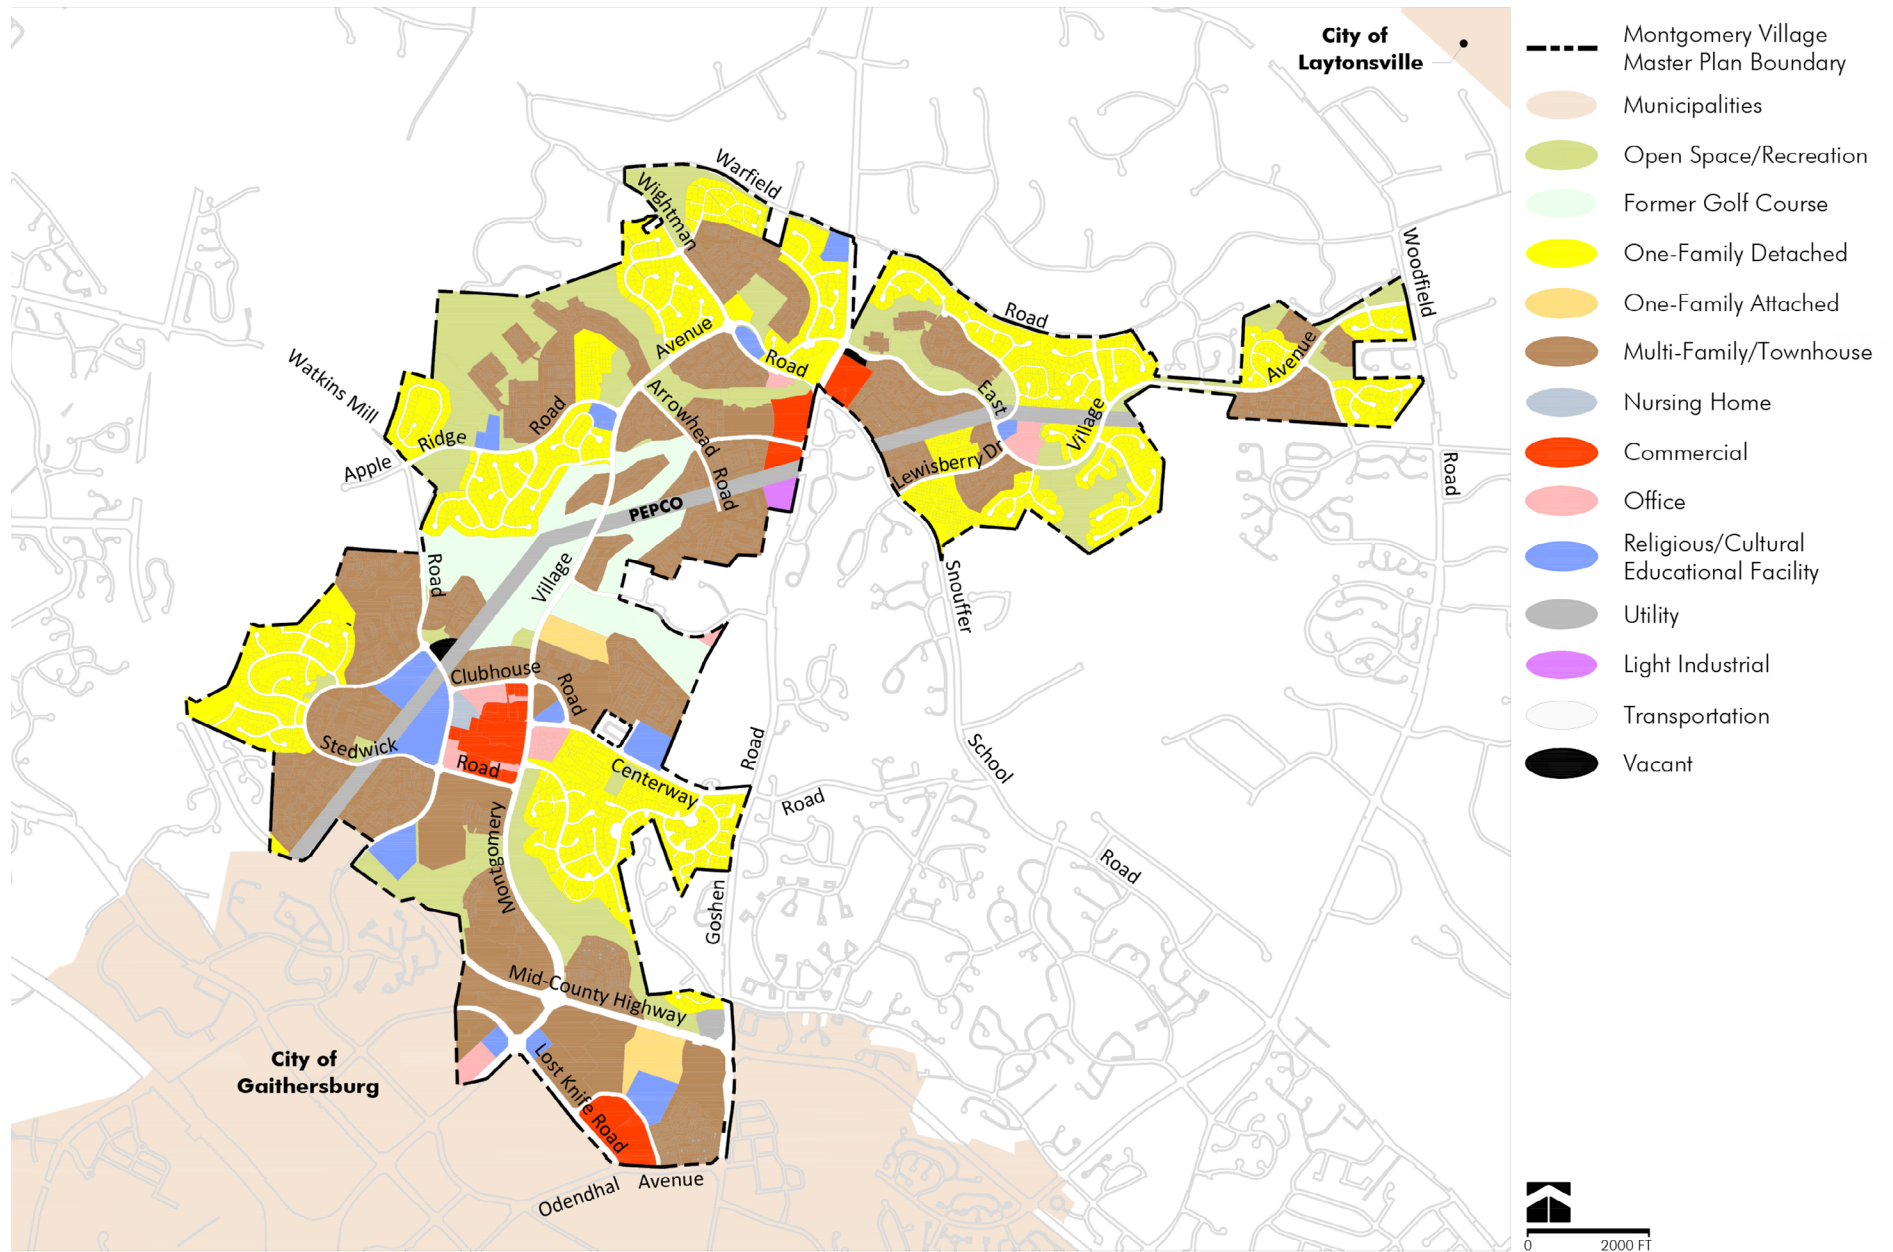 City of
Laytonsville
Warfield
Wightman
Woodfield
Road
Avenue
Road
Avenue
Watkins Mill
Arrowhead
East
Road
Village
Ridge
Lewisberry Dr
Apple
Road
Road
PEPCO
Road
Village
Snouffer
Clubhouse
Road
Stedwick
Road
Road
School
Centerway
Road
Montgomery
Road
Goshen
Mid-County Highway
City of
Gaithersburg
Lost Knife Road
Odendhal Avenue
Montgomery Village
Master Plan Boundary
Municipalities
Open Space/Recreation
Former Golf Course
One-Family Detached
One-Family Attached
Multi-Family/Townhouse
Nursing Home
Commercial
Office
Religious/Cultural
Educational Facility
Utility
Light Industrial
Transportation
Vacant
0 2000 FT